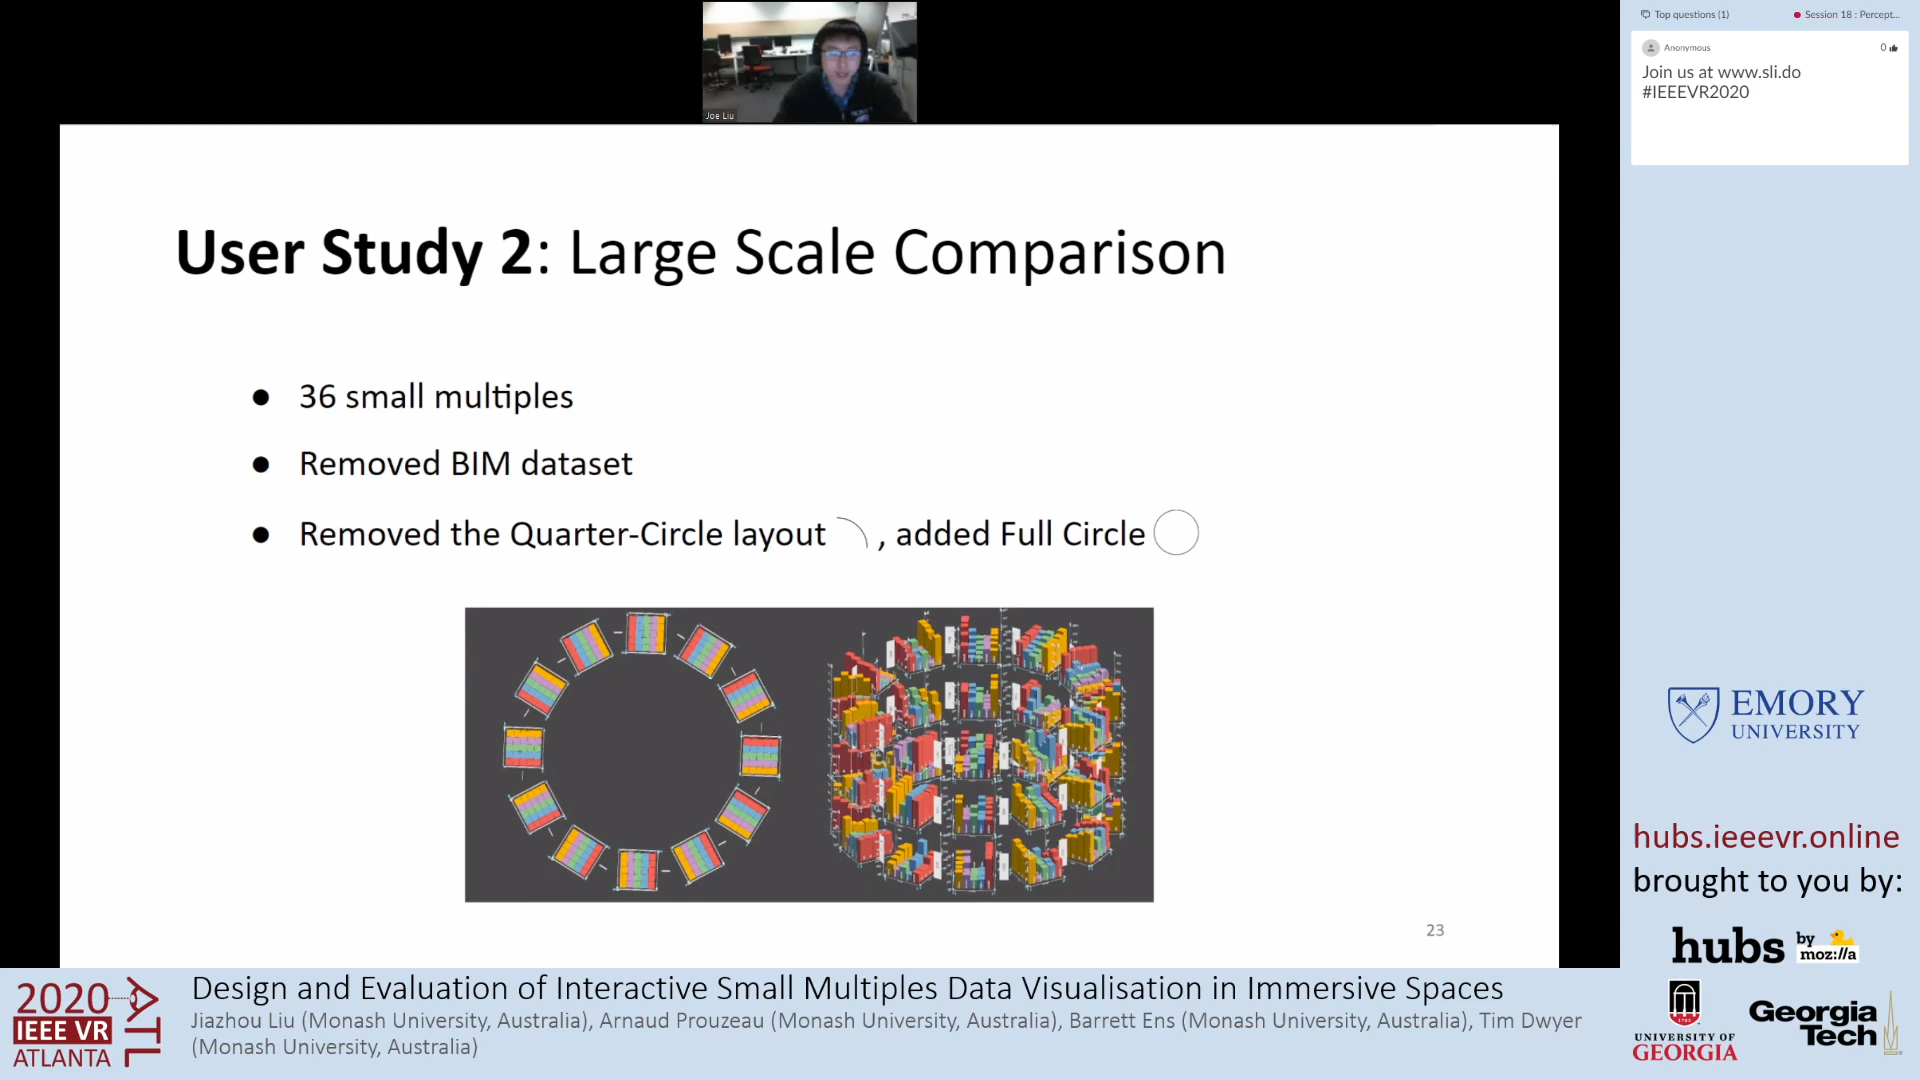 Joe Liu
User Study 2: Large Scale Comparison
● 36 small multiples
● Removed BIM dataset
● Removed the Quarter-Circle layout , added Full Circle
23
Top questions (1)
Session 18 : Percept...
Anonymous
0
Join us at www.sli.do
#IEEEVR2020
EMORY
UNIVERSITY
hubs.ieeevr.online
brought to you by:
hubs by
moz://a
UNIVERSITY OF
GEORGIA
Georgia
Tech
2020
IEEE VR
ATLANTA
ATL
Design and Evaluation of Interactive Small Multiples Data Visualisation in Immersive Spaces
Jiazhou Liu (Monash University, Australia), Arnaud Prouzeau (Monash University, Australia), Barrett Ens (Monash University, Australia), Tim Dwyer
(Monash University, Australia)